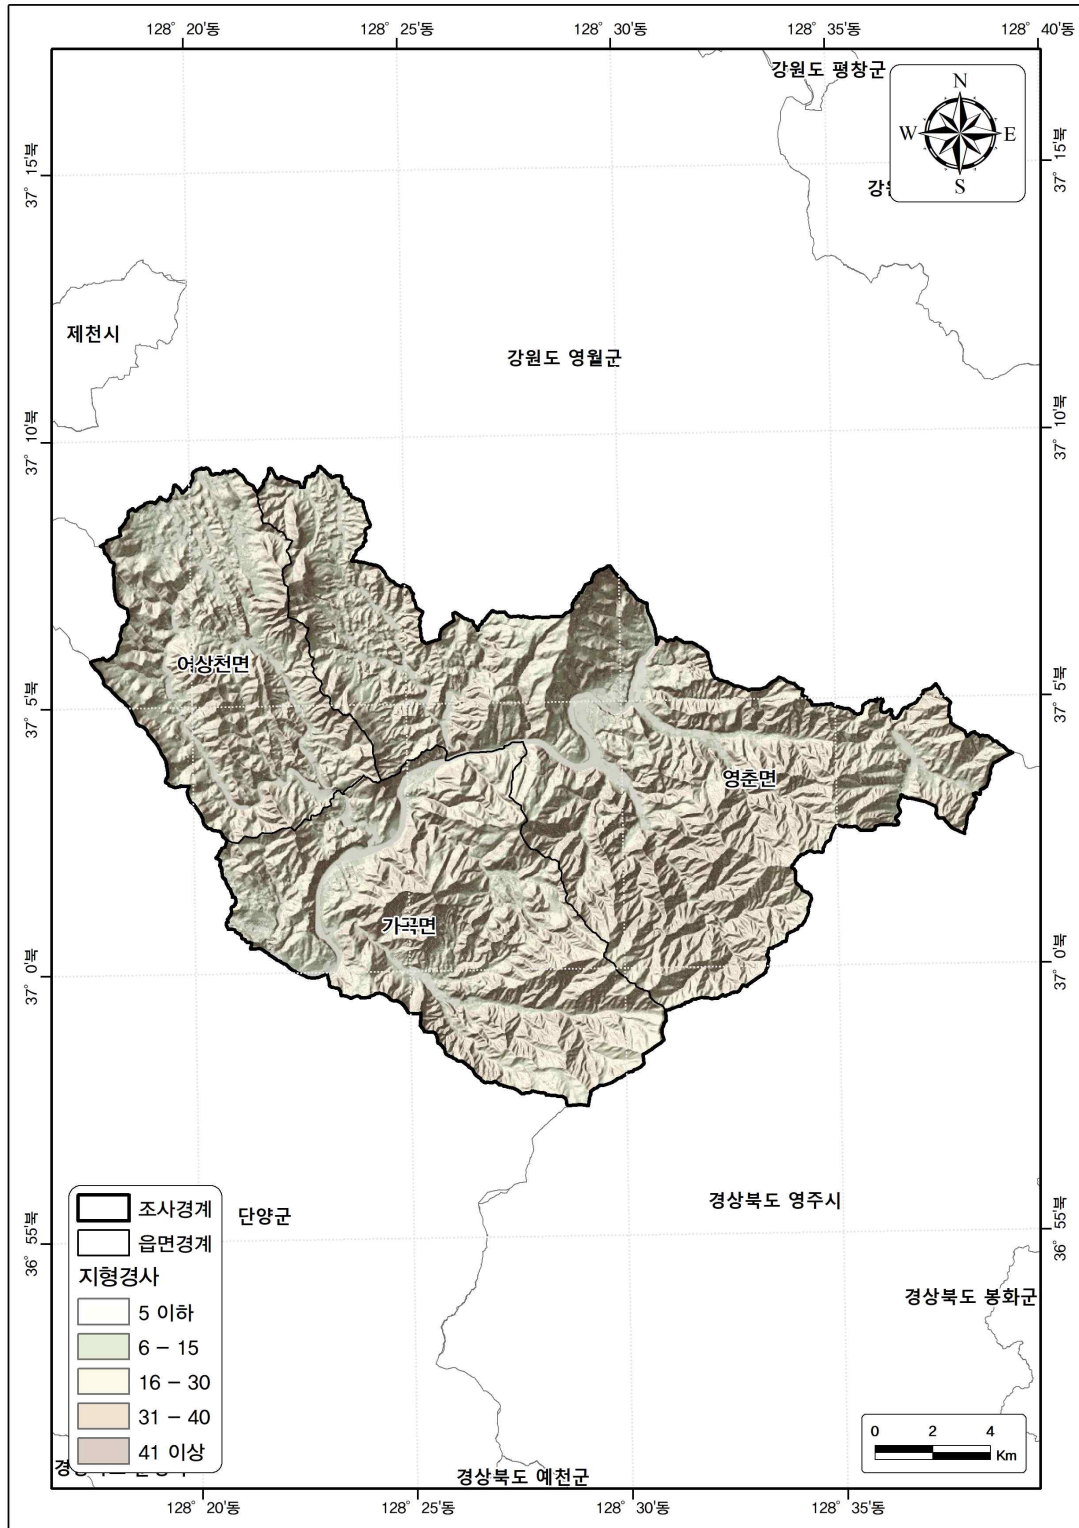 128° 20'동
128° 25'동
128° 30'동
128° 35'동
128° 40'동
강원도 평창군
N
W
E
S
37° 15'북
37° 15'북
제천시
강원도 영월군
37° 10'북
37° 10'북
어상천면
37° 5'북
37° 5'북
영춘면
가곡면
37° 0'북
37° 0'북
조사경계
읍면경계
단양군
경상북도 영주시
36° 55'북
36° 55'북
지형경사
5 이하
6 - 15
16 - 30
31 - 40
41 이상
경상북도 봉화군
0 2 4
Km
경상북도 예천군
128° 20'동
128° 25'동
128° 30'동
128° 35'동